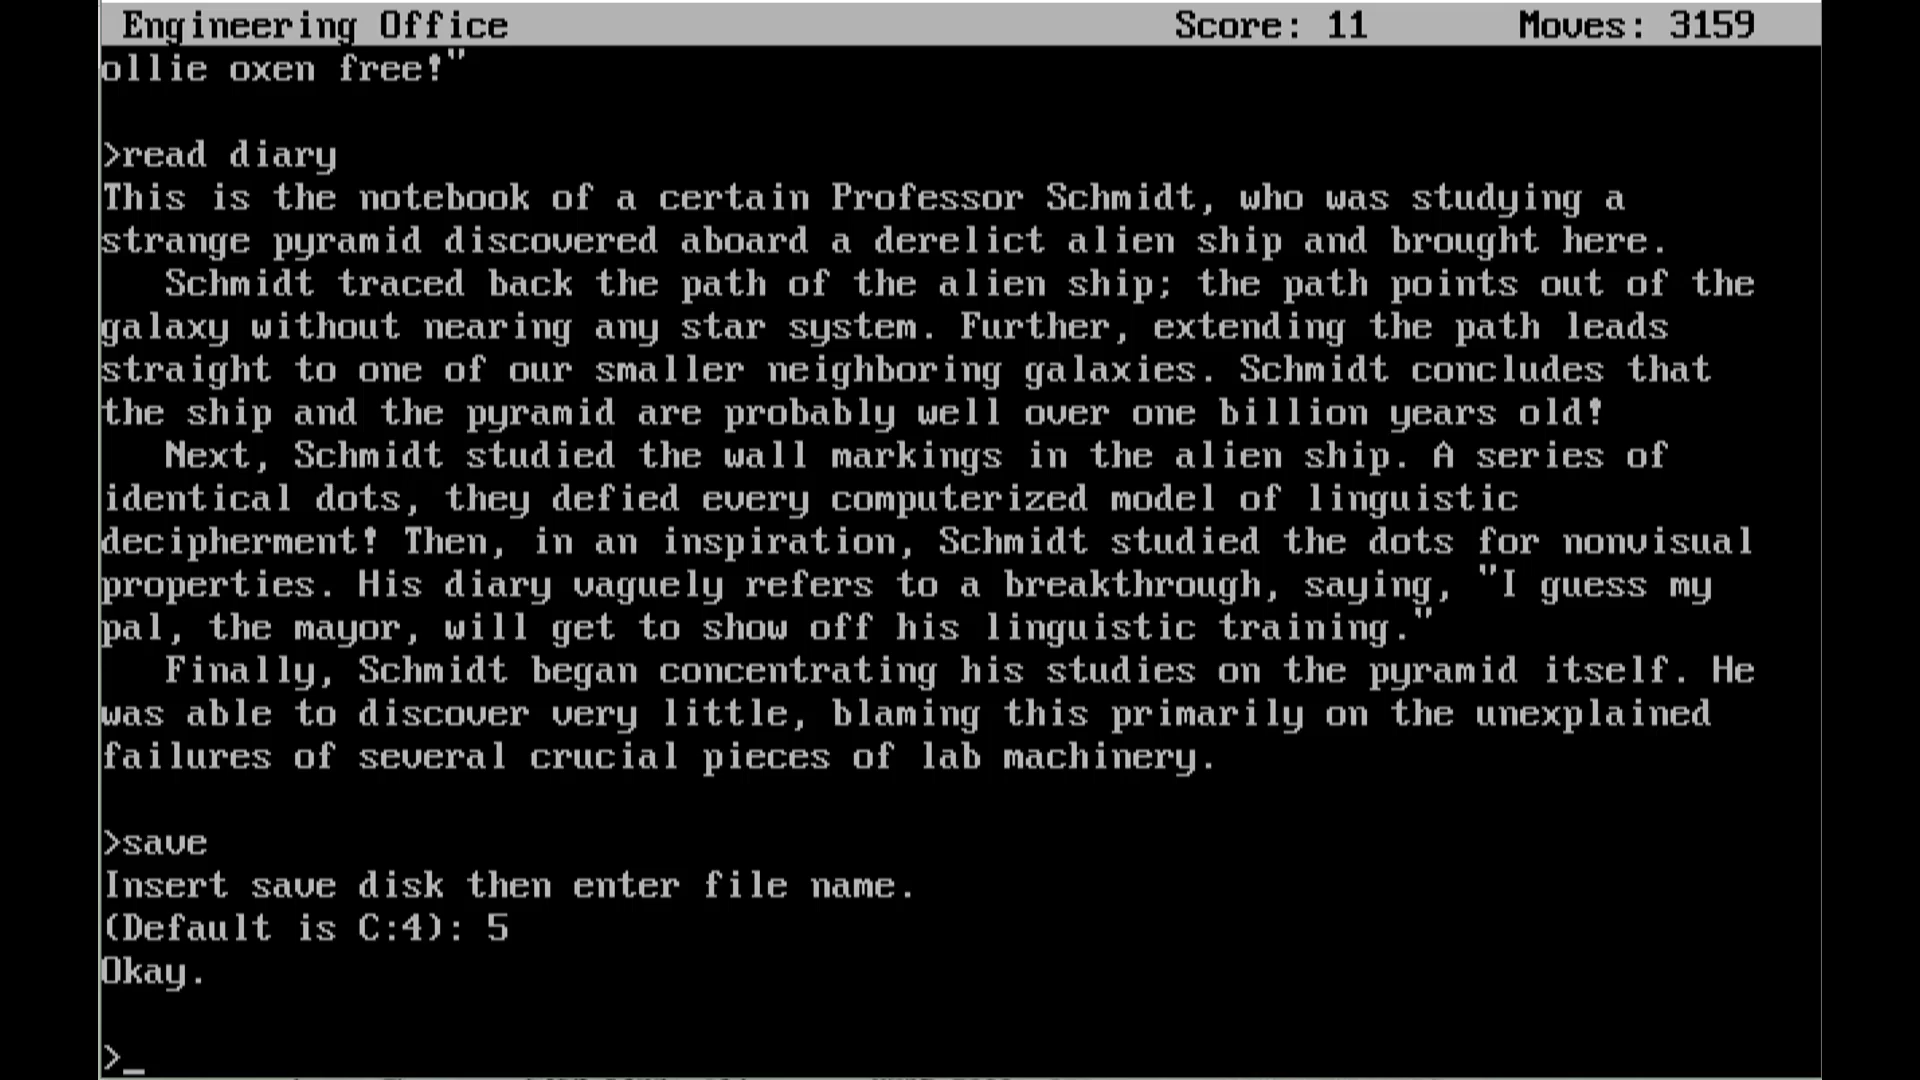 Engineering Office Score: 11 Moves: 3159
ollie oxen free!"
>read diary
This is the notebook of a certain Professor Schmidt, who was studying a
strange pyramid discovered aboard a derelict alien ship and brought here.
Schmidt traced back the path of the alien ship; the path points out of the
galaxy without nearing any star system. Further, extending the path leads
straight to one of our smaller neighboring galaxies. Schmidt concludes that
the ship and the pyramid are probably well over one billion years old!
Next, Schmidt studied the wall markings in the alien ship. A series of
identical dots, they defied every computerized model of linguistic
decipherment! Then, in an inspiration, Schmidt studied the dots for nonvisual
properties. His diary vaguely refers to a breakthrough, saying, "I guess my
pal, the mayor, will get to show off his linguistic training."
Finally, Schmidt began concentrating his studies on the pyramid itself. He
was able to discover very little, blaming this primarily on the unexplained
failures of several crucial pieces of lab machinery.
>save
Insert save disk then enter file name.
(Default is C:4): 5
Okay.
>_